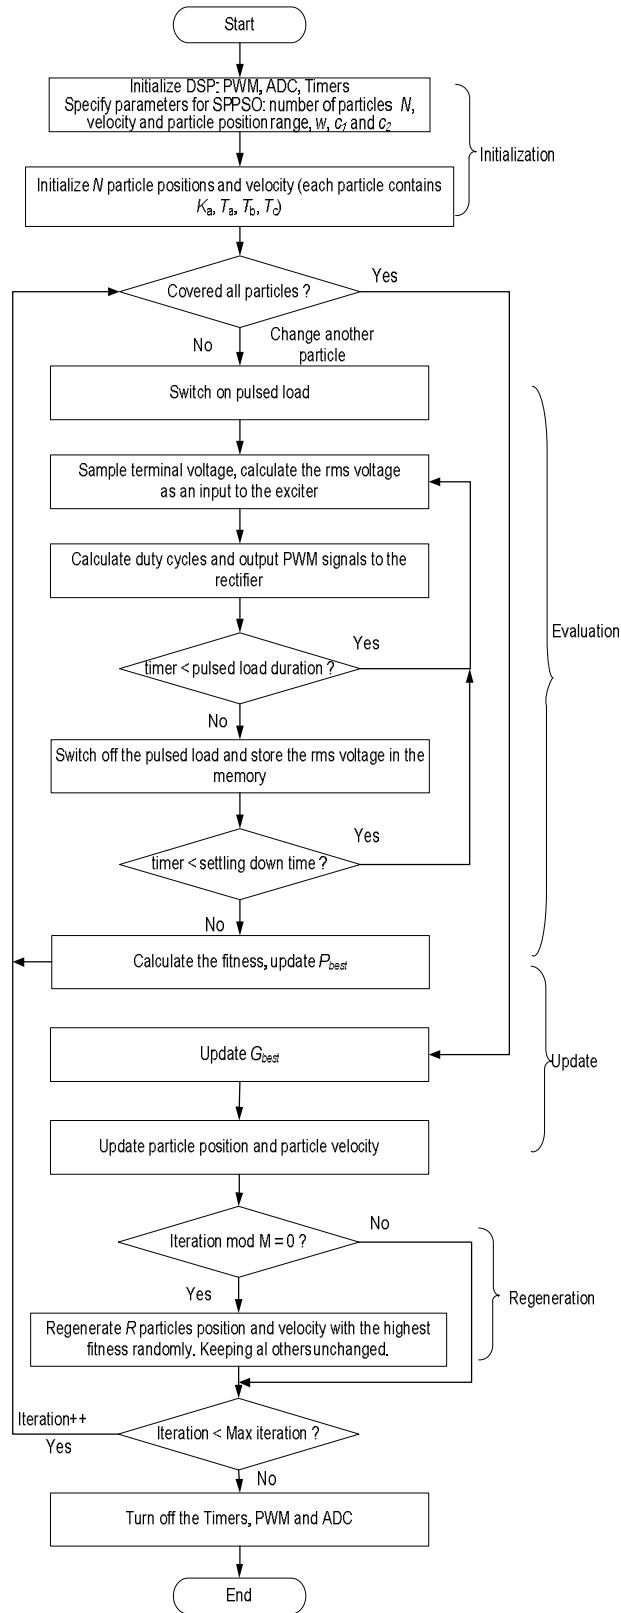 Start
Initialize DSP: PWM, ADC, Timers
Specify parameters for SPPSO: number of particles N,
velocity and particle position range, w, c1 and c2
Initialization
Initialize N particle positions and velocity (each particle contains
Ka, Ta, Tb, Tc)
Covered all particles ?
Yes
No
Change another
particle
Switch on pulsed load
Sample terminal voltage, calculate the rms voltage
as an input to the exciter
Calculate duty cycles and output PWM signals to the
rectifier
Evaluation
timer < pulsed load duration ?
Yes
No
Switch off the pulsed load and store the rms voltage in the
memory
timer < settling down time ?
Yes
No
Calculate the fitness, update Pbest
Update Gbest
Update
Update particle position and particle velocity
Iteration mod M = 0 ?
No
Yes
Regeneration
Regenerate R particles position and velocity with the highest
fitness randomly. Keeping al others unchanged.
Iteration++
Yes
Iteration < Max iteration ?
No
Turn off the Timers, PWM and ADC
End